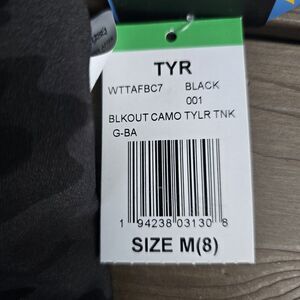 TYR
WTTAFBC7 BLACK
001
BLKOUT CAMO TYLR TNK
G-BA
1 94238 03130 8
SIZE M(8)